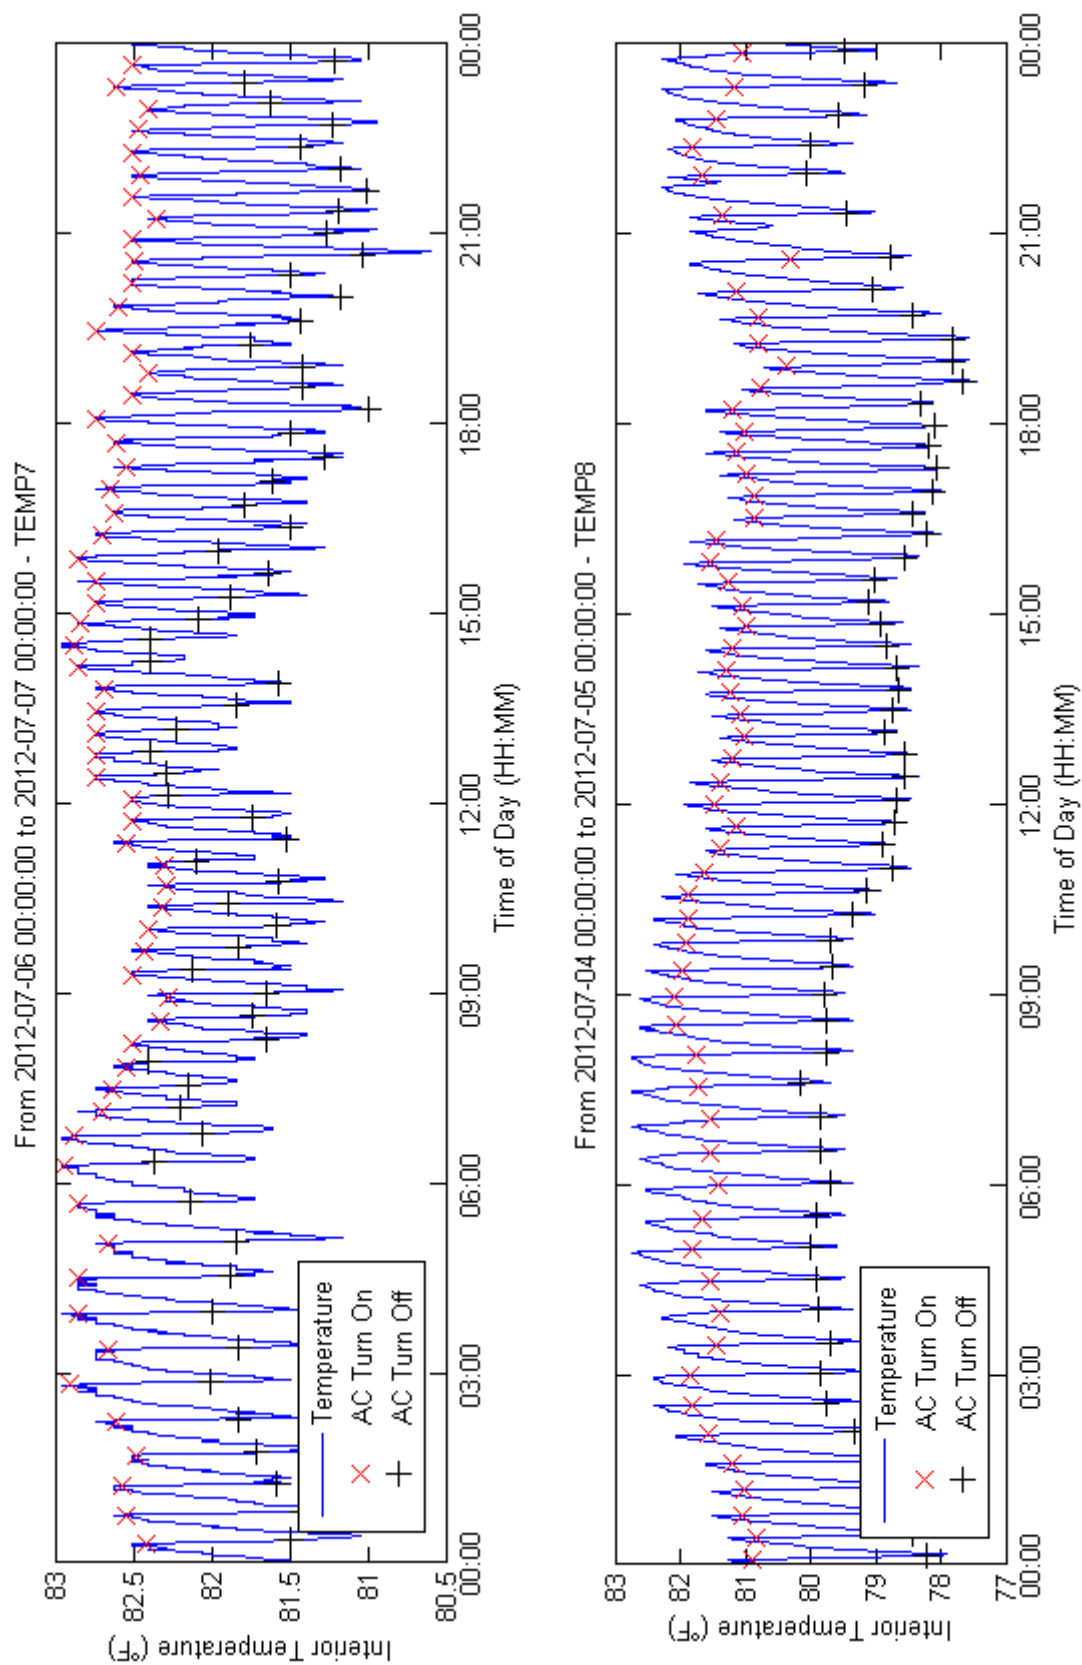 From 2012-07-06 00:00:00 to 2012-07-07 00:00:00 - TEMP7
Interior Temperature (°F)
83
82.5
82
81.5
81
80.5
Temperature
AC Turn On
AC Turn Off
00:00
03:00
06:00
09:00
12:00
15:00
18:00
21:00
00:00
Time of Day (HH:MM)
From 2012-07-04 00:00:00 to 2012-07-05 00:00:00 - TEMP8
Interior Temperature (°F)
83
82
81
80
79
78
77
Temperature
AC Turn On
AC Turn Off
00:00
03:00
06:00
09:00
12:00
15:00
18:00
21:00
00:00
Time of Day (HH:MM)